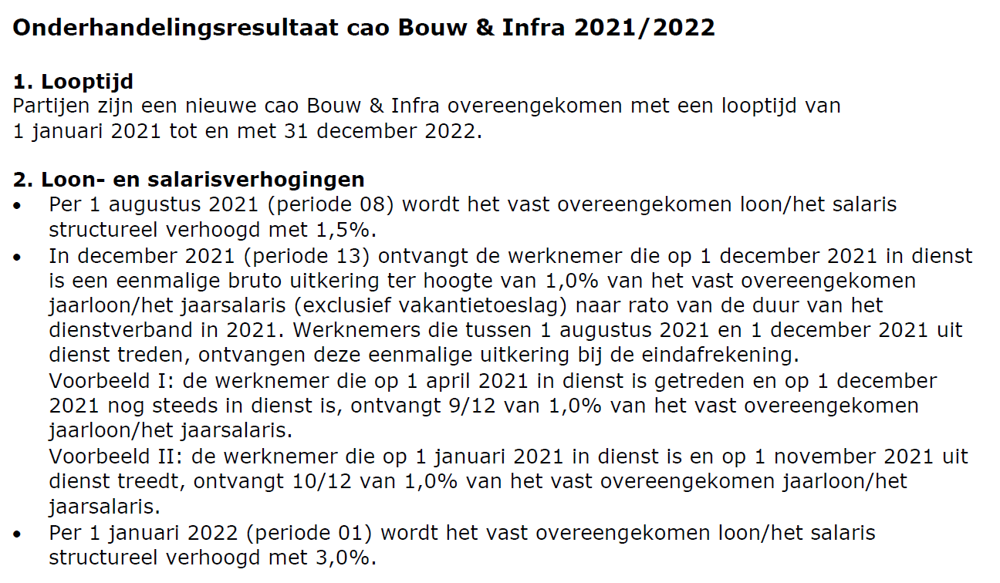 Onderhandelingsresultaat cao Bouw & Infra 2021/2022
1. Looptijd
Partijen zijn een nieuwe cao Bouw & Infra overeengekomen met een looptijd van
1 januari 2021 tot en met 31 december 2022.
2. Loon- en salarisverhogingen
• Per 1 augustus 2021 (periode 08) wordt het vast overeengekomen loon/het salaris
structureel verhoogd met 1,5%.
• In december 2021 (periode 13) ontvangt de werknemer die op 1 december 2021 in dienst
is een eenmalige bruto uitkering ter hoogte van 1,0% van het vast overeengekomen
jaarloon/het jaarsalaris (exclusief vakantietoeslag) naar rato van de duur van het
dienstverband in 2021. Werknemers die tussen 1 augustus 2021 en 1 december 2021 uit
dienst treden, ontvangen deze eenmalige uitkering bij de eindafrekening.
Voorbeeld I: de werknemer die op 1 april 2021 in dienst is getreden en op 1 december
2021 nog steeds in dienst is, ontvangt 9/12 van 1,0% van het vast overeengekomen
jaarloon/het jaarsalaris.
Voorbeeld II: de werknemer die op 1 januari 2021 in dienst is en op 1 november 2021 uit
dienst treedt, ontvangt 10/12 van 1,0% van het vast overeengekomen jaarloon/het
jaarsalaris.
• Per 1 januari 2022 (periode 01) wordt het vast overeengekomen loon/het salaris
structureel verhoogd met 3,0%.